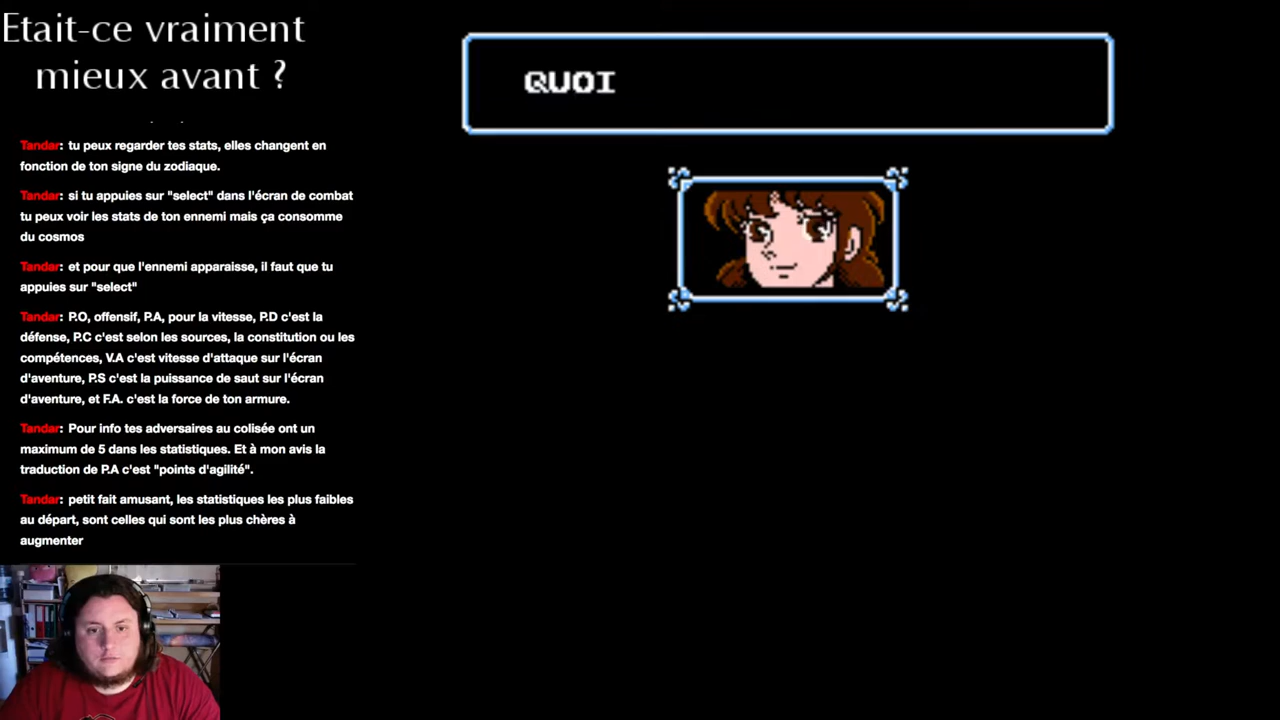 Etait-ce vraiment
mieux avant ?
QUOI
Tandar: tu peux regarder tes stats, elles changent en
fonction de ton signe du zodiaque.
Tandar: si tu appuies sur "select" dans l'écran de combat
tu peux voir les stats de ton ennemi mais ça consomme
du cosmos
Tandar: et pour que l'ennemi apparaisse, il faut que tu
appuies sur "select"
Tandar: P.O, offensif, P.A, pour la vitesse, P.D c'est la
défense, P.C c'est selon les sources, la constitution ou les
compétences, V.A c'est vitesse d'attaque sur l'écran
d'aventure, P.S c'est la puissance de saut sur l'écran
d'aventure, et F.A. c'est la force de ton armure.
Tandar: Pour info tes adversaires au colisée ont un
maximum de 5 dans les statistiques. Et à mon avis la
traduction de P.A c'est "points d'agilité".
Tandar: petit fait amusant, les statistiques les plus faibles
au départ, sont celles qui sont les plus chères à
augmenter